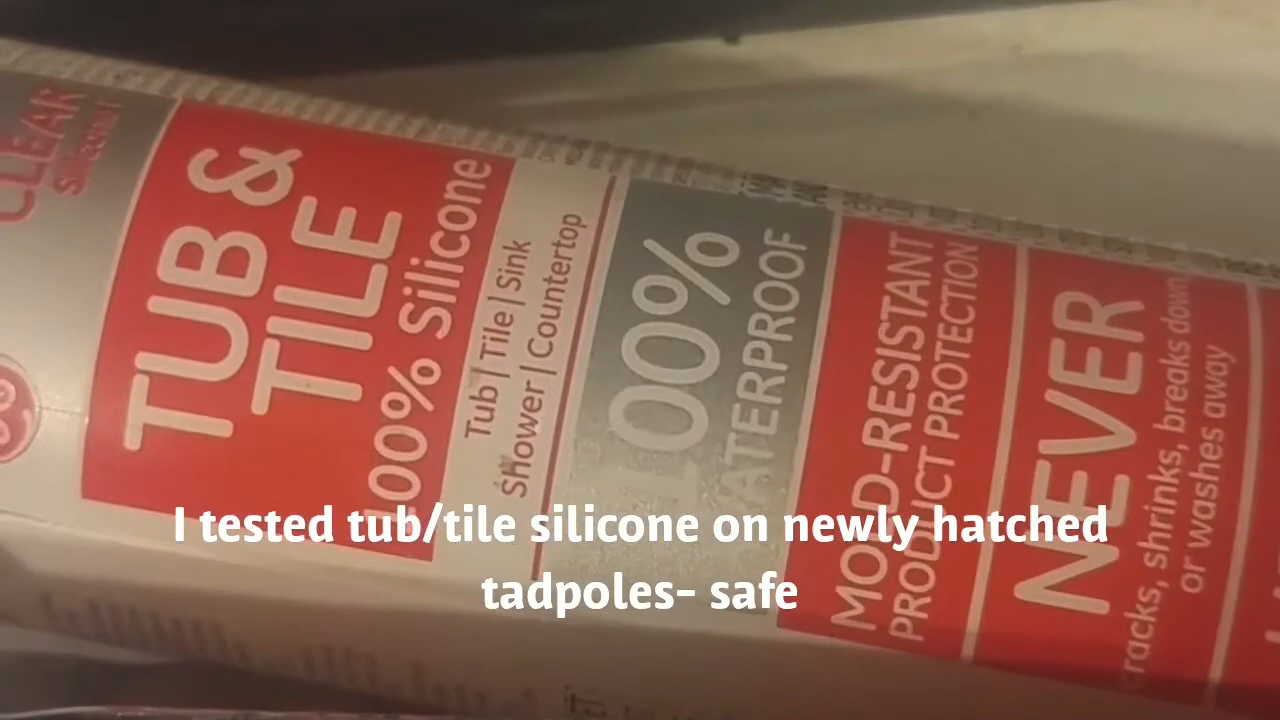 CLEAR
TUB &
TILE
100% Silicone
Tub | Tile | Sink
Shower | Countertop
100%
WATERPROOF
MOLD-RESISTANT
PRODUCT PROTECTION
NEVER
cracks, shrinks, breaks down
or washes away
I tested tub/tile silicone on newly hatched
tadpoles- safe